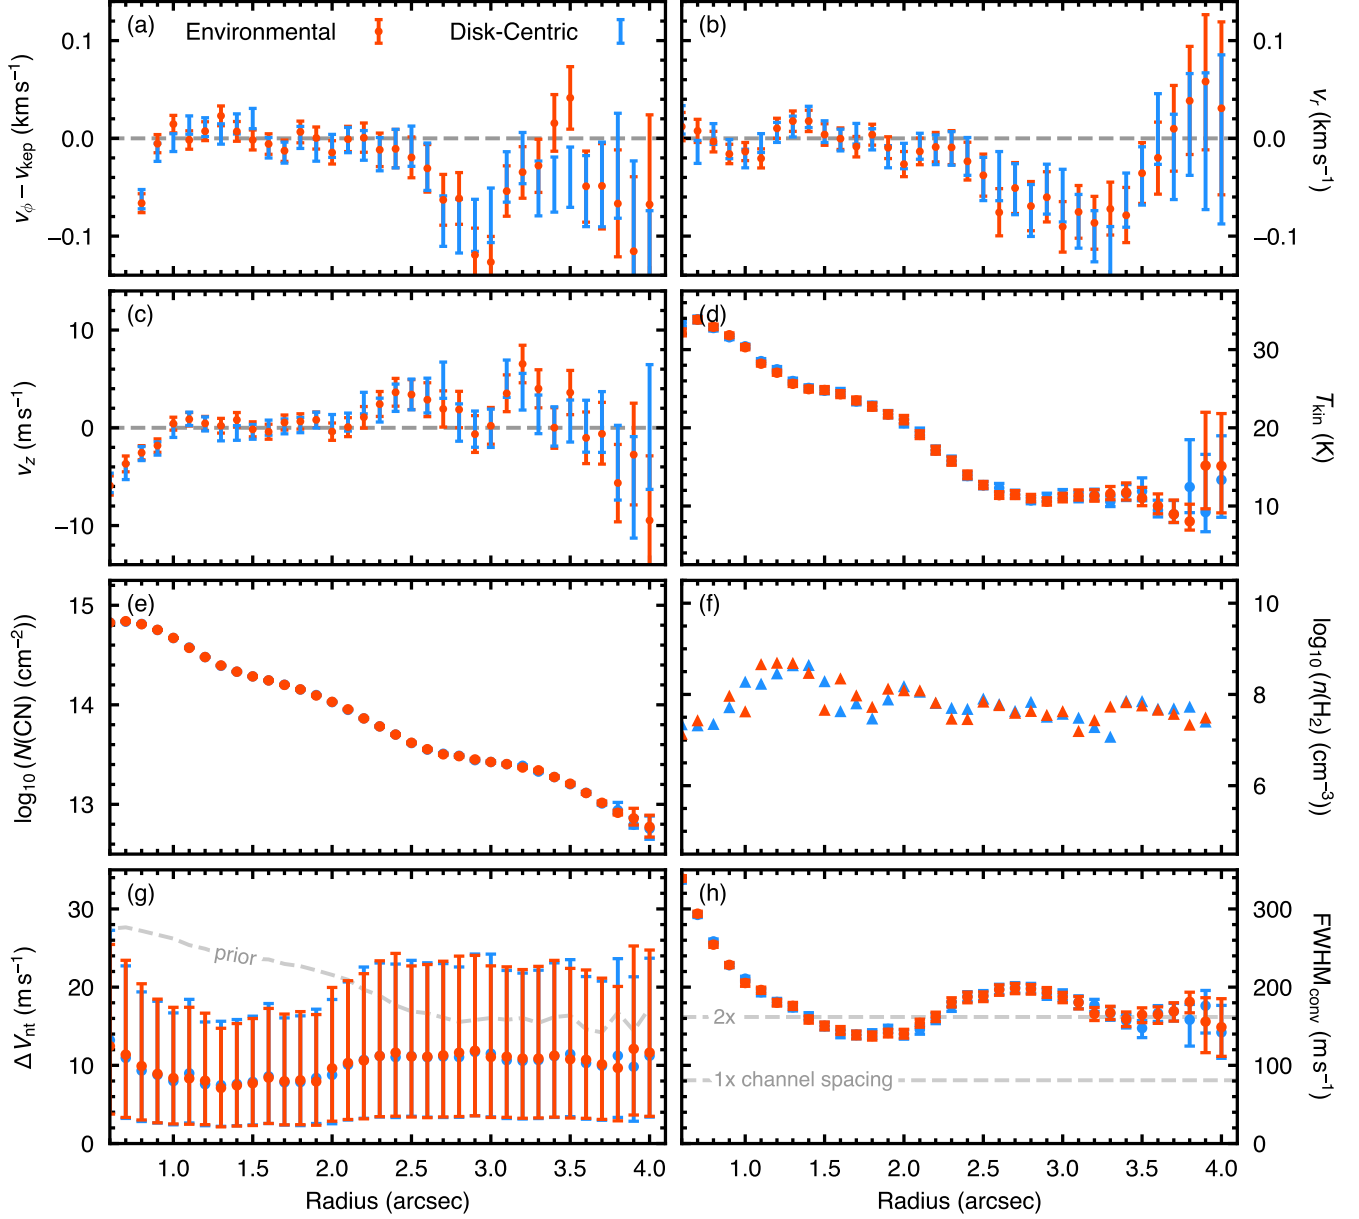 (a) Environmental Disk-Centric
(b)
0.1
0.0
−0.1
v_ϕ − v_kep (km s⁻¹)
0.1
0.0
−0.1
v_r (km s⁻¹)
(c)
(d)
10
0
−10
v_z (m s⁻¹)
30
20
10
T_kin (K)
(e)
(f)
15
14
13
log₁₀(N(CN) (cm⁻²))
10
8
6
log₁₀(n(H₂) (cm⁻³))
(g)
(h)
30
20
10
0
ΔV_nt (m s⁻¹)
prior
300
200
100
0
FWHM_conv (m s⁻¹)
2x
1x channel spacing
1.0 1.5 2.0 2.5 3.0 3.5 4.0
1.0 1.5 2.0 2.5 3.0 3.5 4.0
Radius (arcsec)
Radius (arcsec)